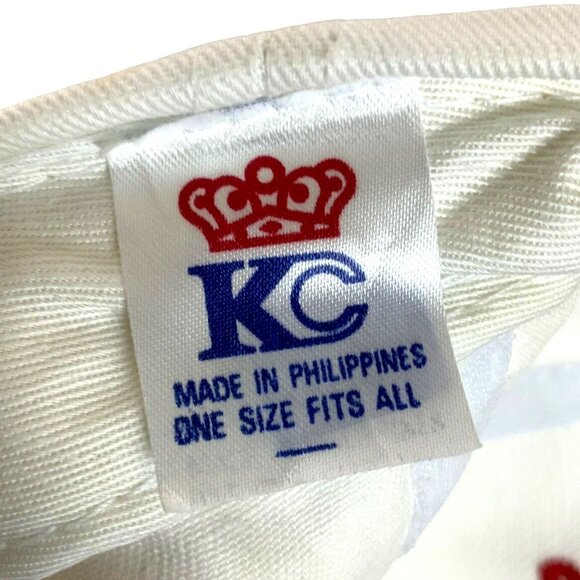 KC
MADE IN PHILIPPINES
ONE SIZE FITS ALL